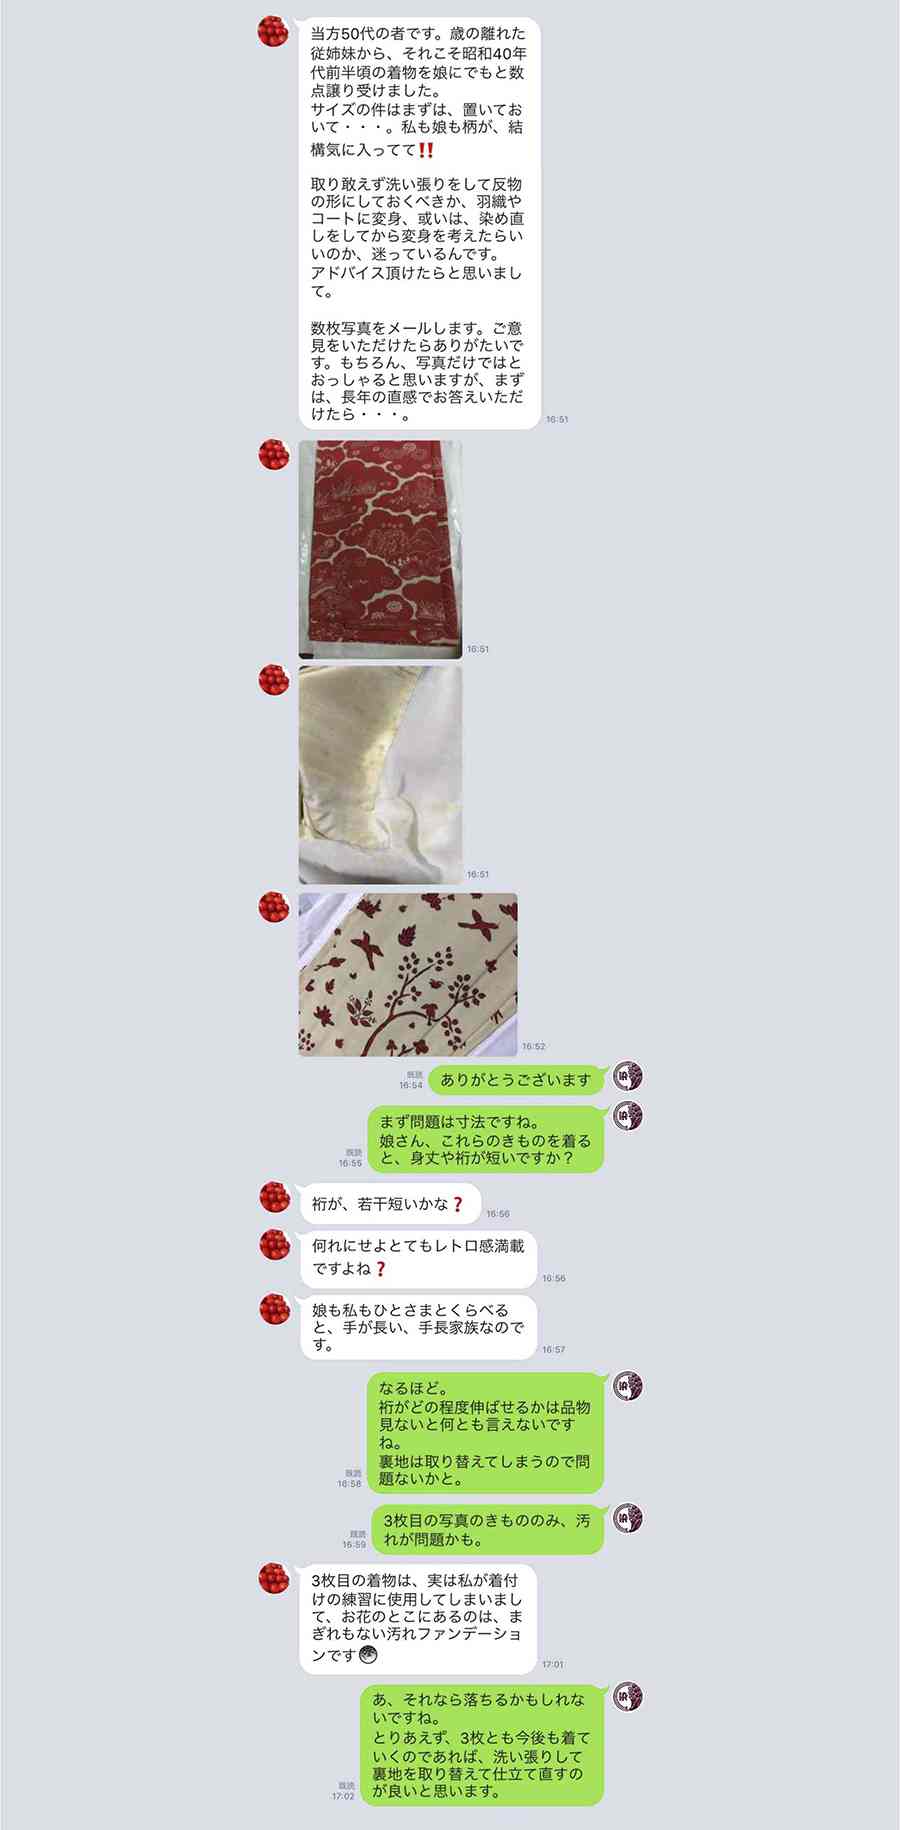 当方50代の者です。歳の離れた
従姉妹から、それこそ昭和40年
代前半頃の着物を娘にでもと数
点譲り受けました。
サイズの件はまずは、置いてお
いて・・・。私も娘も柄が、結
構気に入ってて‼️
取り敢えず洗い張りをして反物
の形にしておくべきか、羽織や
コートに変身、或いは、染め直
しをしてから変身を考えたらい
いのか、迷っているんです。
アドバイス頂けたらと思いまし
て。
数枚写真をメールします。ご意
見をいただけたらありがたいで
す。もちろん、写真だけではと
おっしゃると思いますが、まず
は、長年の直感でお答えいただ
けたら・・・。
16:51
16:51
16:51
16:52
ありがとうございます
既読
16:54
まず問題は寸法ですね。
娘さん、これらのきものを着る
と、身丈や裄が短いですか？
既読
16:55
裄が、若干短いかな❓
16:56
何れにせよとてもレトロ感満載
ですよね❓
16:56
娘も私もひとさまとくらべる
と、手が長い、手長家族なので
す。
16:57
なるほど。
裄がどの程度伸ばせるかは品物
見ないと何とも言えないです
ね。
裏地は取り替えてしまうので問
題ないかと。
既読
16:58
3枚目の写真のきもののみ、汚
れが問題かも。
既読
16:59
3枚目の着物は、実は私が着付
けの練習に使用してしまいまし
て、お花のとこにあるのは、ま
ぎれもない汚れファンデーショ
ンです🌚
17:01
あ、それなら落ちるかもしれな
いですね。
とりあえず、3枚とも今後も着て
いくのであれば、洗い張りして
裏地を取り替えて仕立て直すの
が良いと思います。
既読
17:02